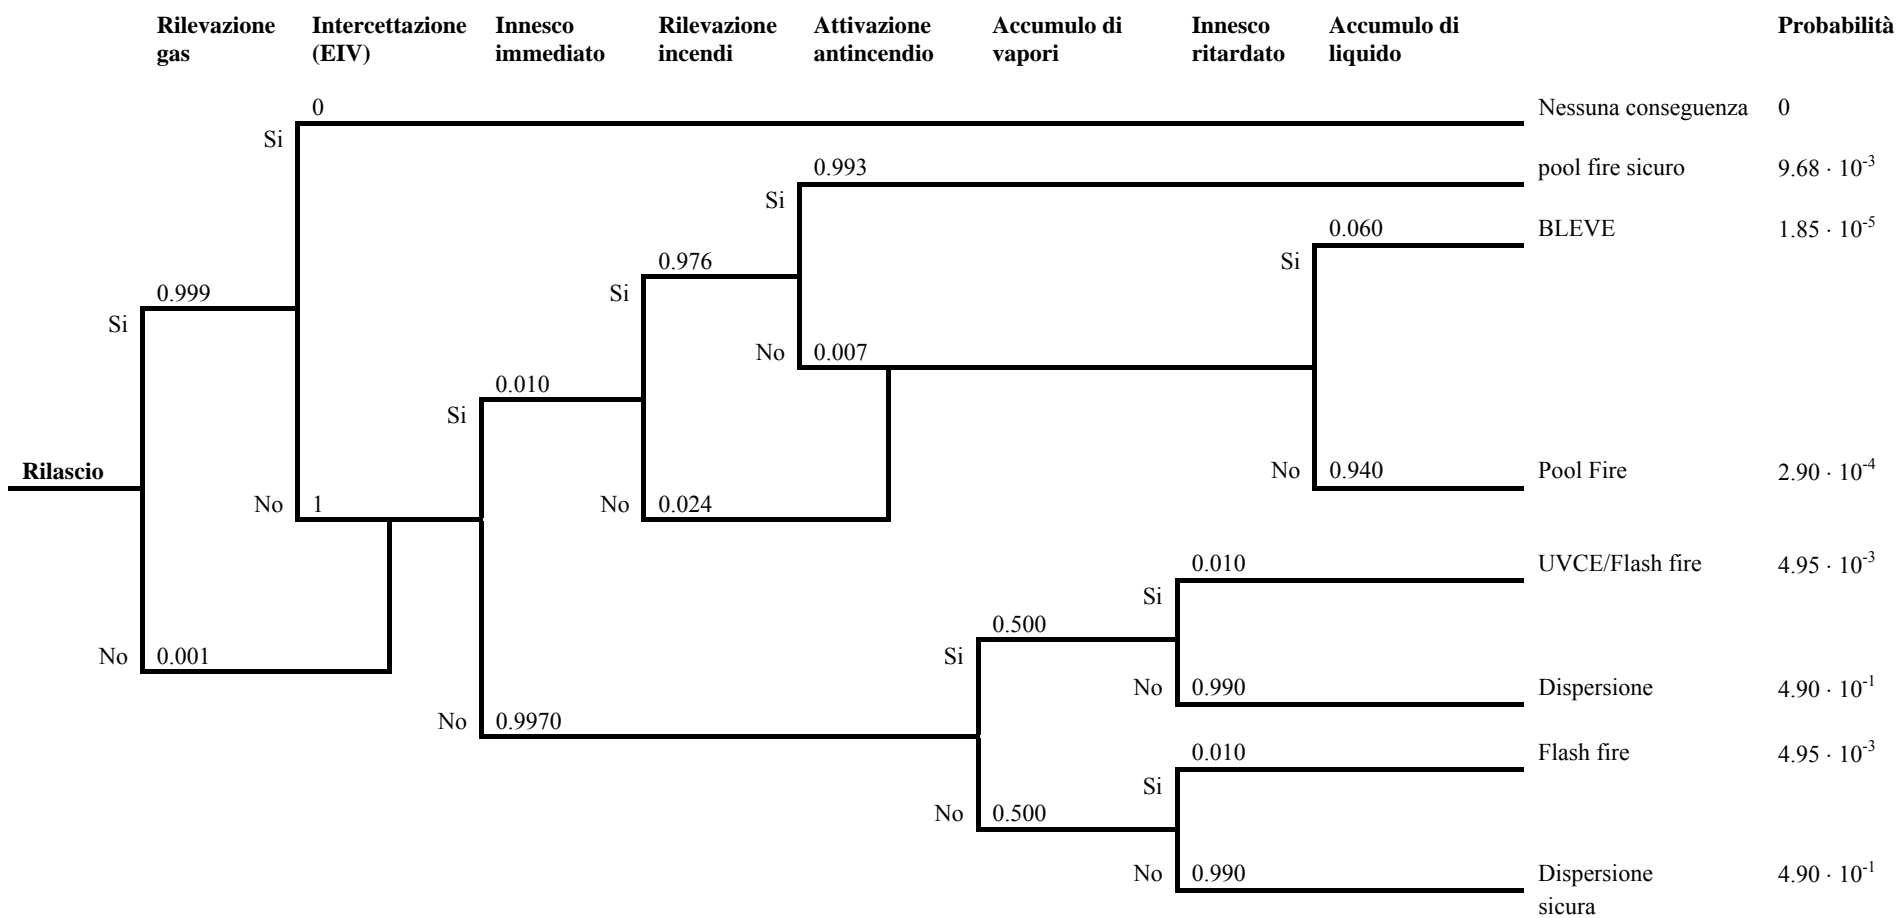 Rilevazione gas
Intercettazione (EIV)
Innesco immediato
Rilevazione incendi
Attivazione antincendio
Accumulo di vapori
Innesco ritardato
Accumulo di liquido
Probabilità
0
Nessuna conseguenza 0
Si
0.993
pool fire sicuro 9.68 · 10⁻³
Si
0.060
BLEVE 1.85 · 10⁻⁵
0.976
Si
0.999
Si
Si
0.007
No
0.010
Si
Rilascio
No
0.940
Pool Fire 2.90 · 10⁻⁴
No
1
No
0.024
0.010
UVCE/Flash fire 4.95 · 10⁻³
Si
0.500
No
0.001
Si
No
0.990
Dispersione 4.90 · 10⁻¹
No
0.9970
0.010
Flash fire 4.95 · 10⁻³
Si
No
0.500
No
0.990
Dispersione 4.90 · 10⁻¹
sicura